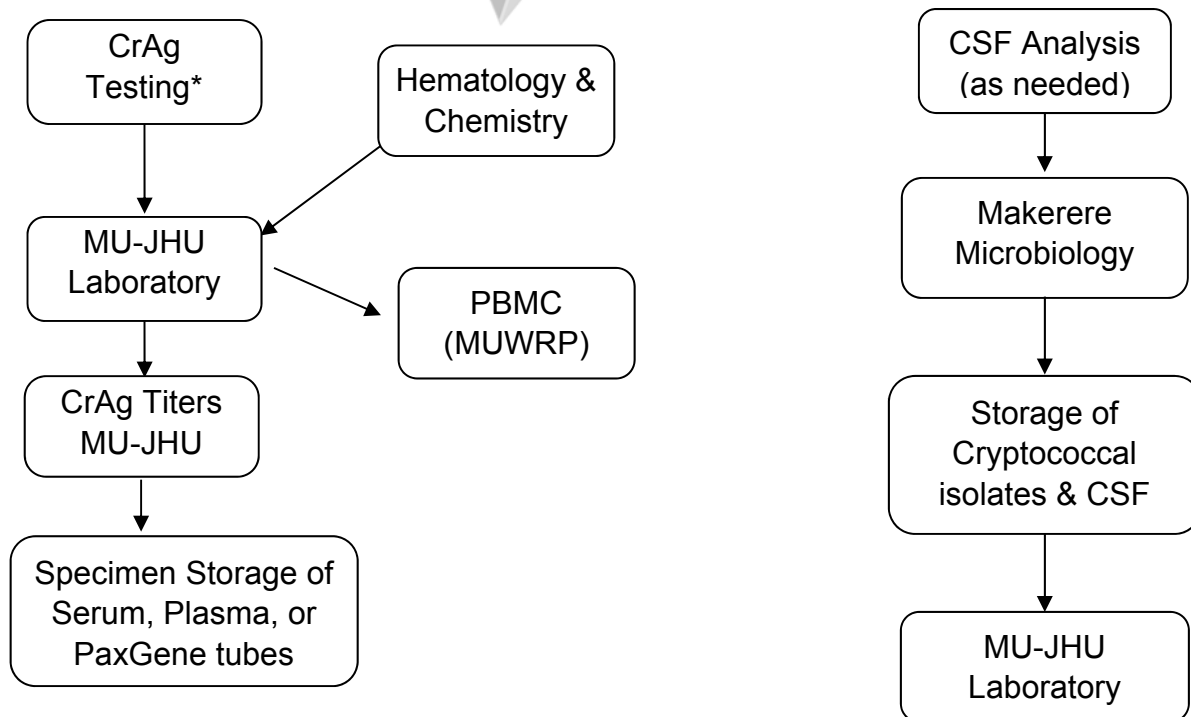 CrAg
Testing*
Hematology &
Chemistry
MU-JHU
Laboratory
PBMC
(MUWRP)
CrAg Titers
MU-JHU
Specimen Storage of
Serum, Plasma, or
PaxGene tubes
CSF Analysis
(as needed)
Makerere
Microbiology
Storage of
Cryptococcal
isolates & CSF
MU-JHU
Laboratory